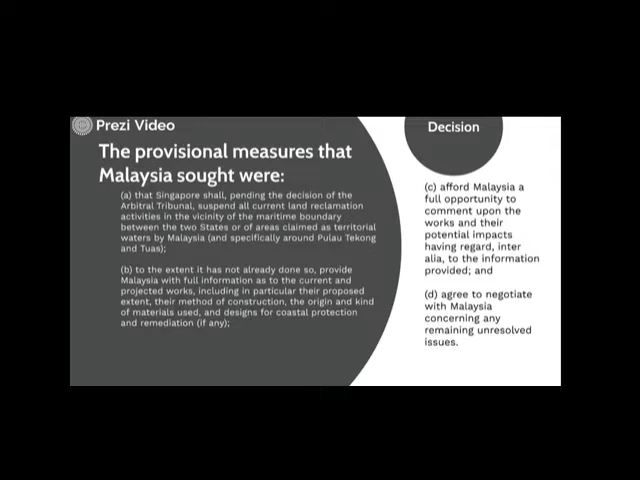 Prezi Video
The provisional measures that
Malaysia sought were:
(a) that Singapore shall, pending the decision of the
Arbitral Tribunal, suspend all current land reclamation
activities in the vicinity of the maritime boundary
between the two States or of areas claimed as territorial
waters by Malaysia (and specifically around Pulau Tekong
and Tuas);
(b) to the extent it has not already done so, provide
Malaysia with full information as to the current and
projected works, including in particular their proposed
extent, their method of construction, the origin and kind
of materials used, and designs for coastal protection
and remediation (if any);
Decision
(c) afford Malaysia a
full opportunity to
comment upon the
works and their
potential impacts
having regard, inter
alia, to the information
provided; and
(d) agree to negotiate
with Malaysia
concerning any
remaining unresolved
issues.